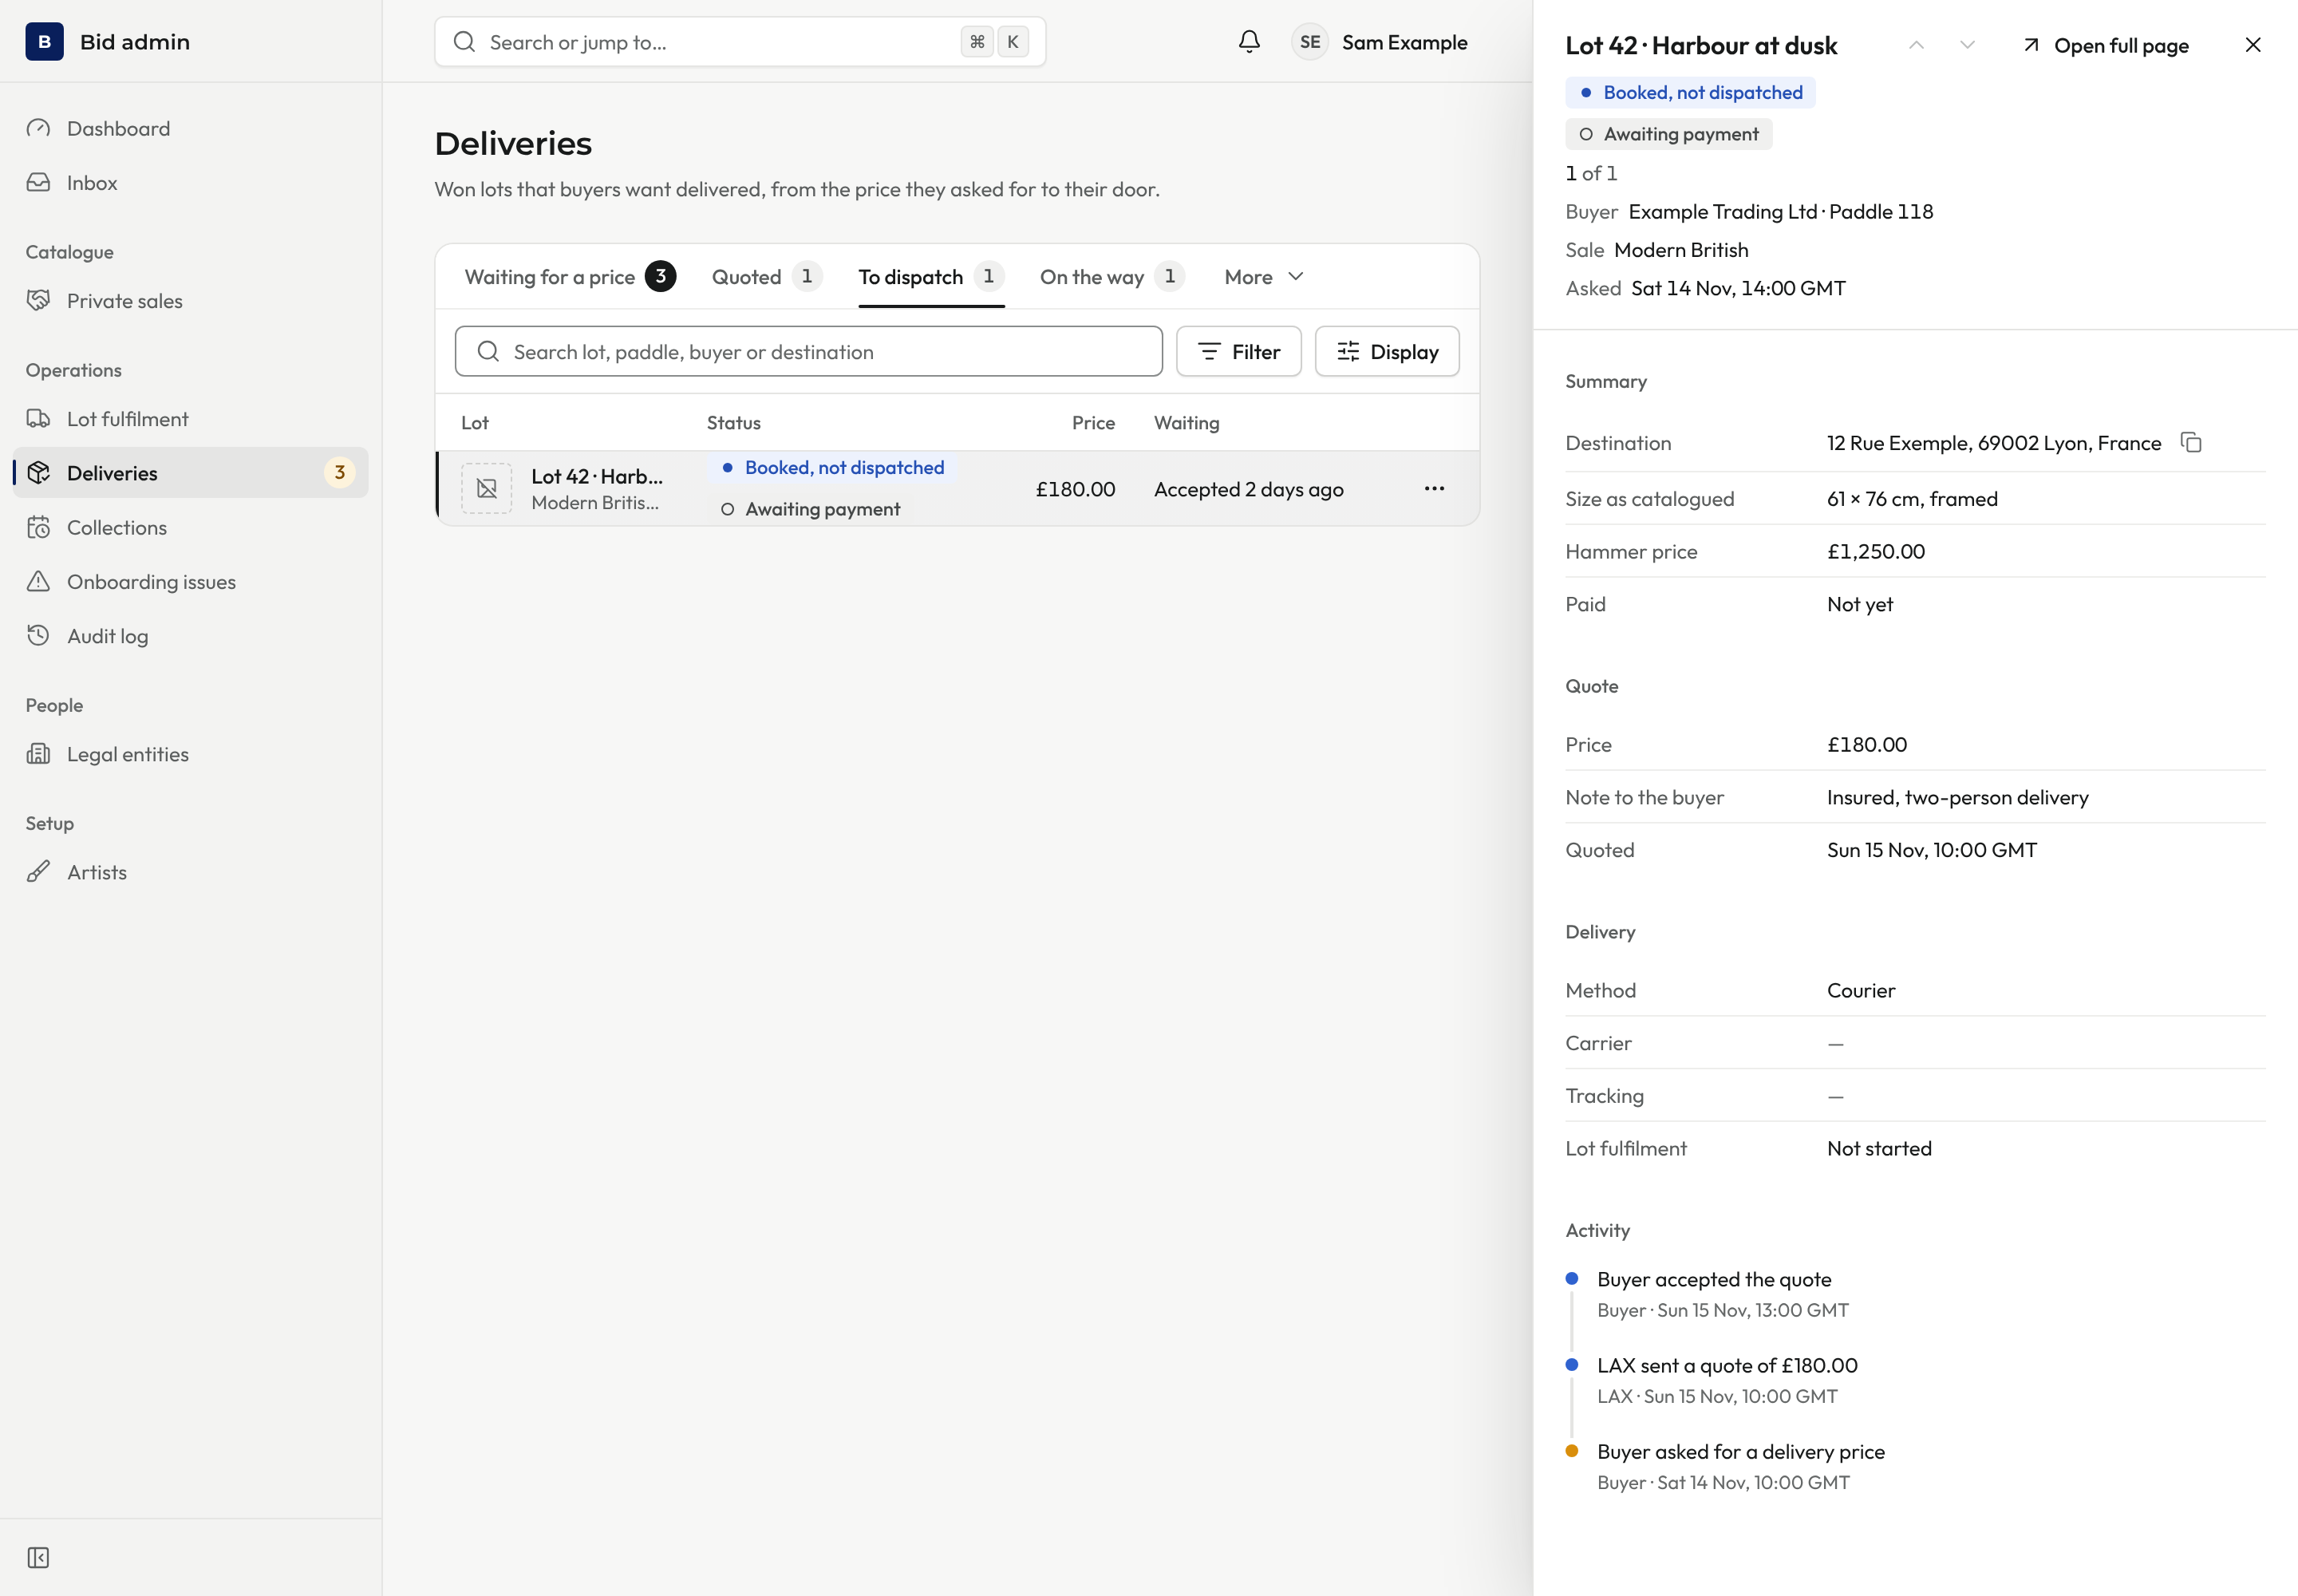 B Bid admin
Dashboard
Inbox
Catalogue
Private sales
Operations
Lot fulfilment
Deliveries 3
Collections
Onboarding issues
Audit log
People
Legal entities
Setup
Artists
Search or jump to... ⌘ K
SE Sam Example
Deliveries
Won lots that buyers want delivered, from the price they asked for to their door.
Waiting for a price 3 Quoted 1 To dispatch 1 On the way 1 More
Search lot, paddle, buyer or destination Filter Display
Lot Status Price Waiting
Lot 42 · Harb...
Modern Britis...
Booked, not dispatched
Awaiting payment
£180.00
Accepted 2 days ago
Lot 42 · Harbour at dusk
Open full page
Booked, not dispatched
Awaiting payment
1 of 1
Buyer Example Trading Ltd · Paddle 118
Sale Modern British
Asked Sat 14 Nov, 14:00 GMT
Summary
Destination 12 Rue Exemple, 69002 Lyon, France
Size as catalogued 61 × 76 cm, framed
Hammer price £1,250.00
Paid Not yet
Quote
Price £180.00
Note to the buyer Insured, two-person delivery
Quoted Sun 15 Nov, 10:00 GMT
Delivery
Method Courier
Carrier —
Tracking —
Lot fulfilment Not started
Activity
Buyer accepted the quote
Buyer · Sun 15 Nov, 13:00 GMT
LAX sent a quote of £180.00
LAX · Sun 15 Nov, 10:00 GMT
Buyer asked for a delivery price
Buyer · Sat 14 Nov, 10:00 GMT